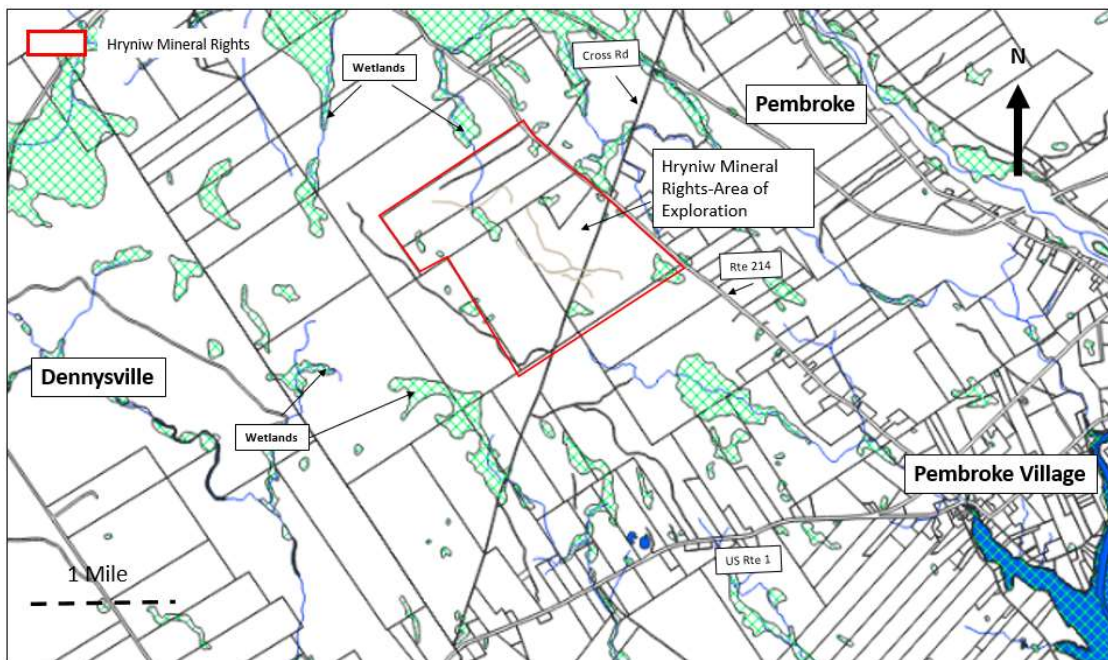 Hryniw Mineral Rights
Wetlands
Cross Rd
N
Pembroke
Hryniw Mineral
Rights-Area of
Exploration
Rte 214
Dennysville
Wetlands
Pembroke Village
US Rte 1
1 Mile